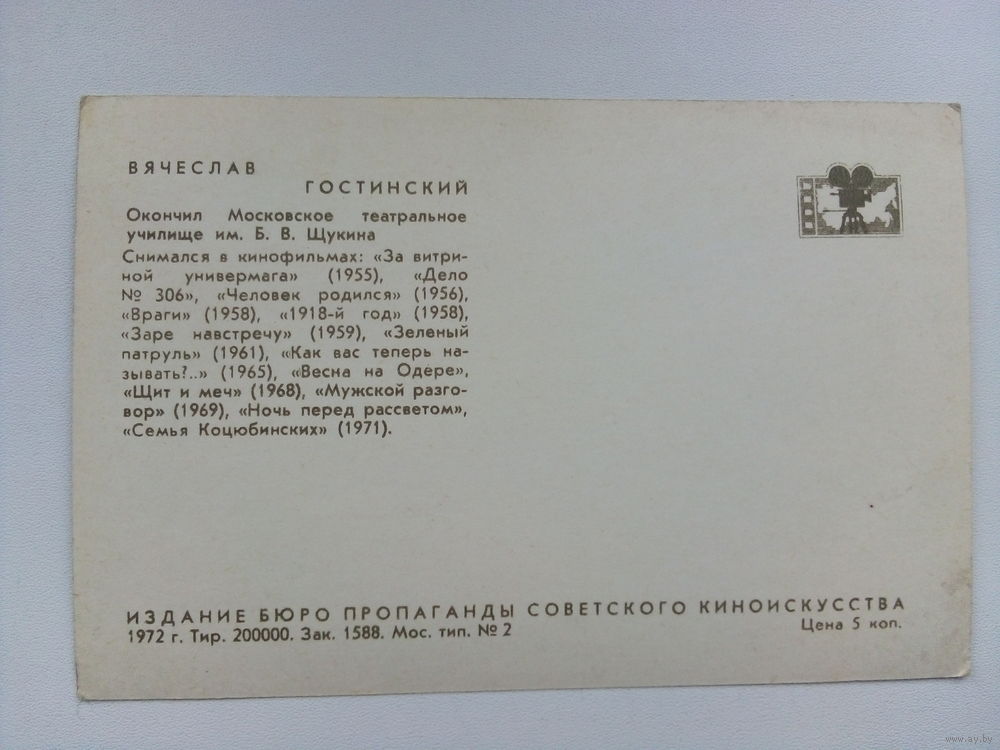 ВЯЧЕСЛАВ
ГОСТИНСКИЙ
Окончил Московское театральное
училище им. Б. В. Щукина
Снимался в кинофильмах: «За витри-
ной универмага» (1955), «Дело
№ 306», «Человек родился» (1956),
«Враги» (1958), «1918-й год» (1958),
«Заре навстречу» (1959), «Зеленый
патруль» (1961), «Как вас теперь на-
зывать?..» (1965), «Весна на Одере»,
«Щит и меч» (1968), «Мужской разго-
вор» (1969), «Ночь перед рассветом»,
«Семья Коцюбинских» (1971).
ИЗДАНИЕ БЮРО ПРОПАГАНДЫ СОВЕТСКОГО КИНОИСКУССТВА
1972 г. Тир. 200000. Зак. 1588. Мос. тип. № 2 Цена 5 коп.
www.ay.by